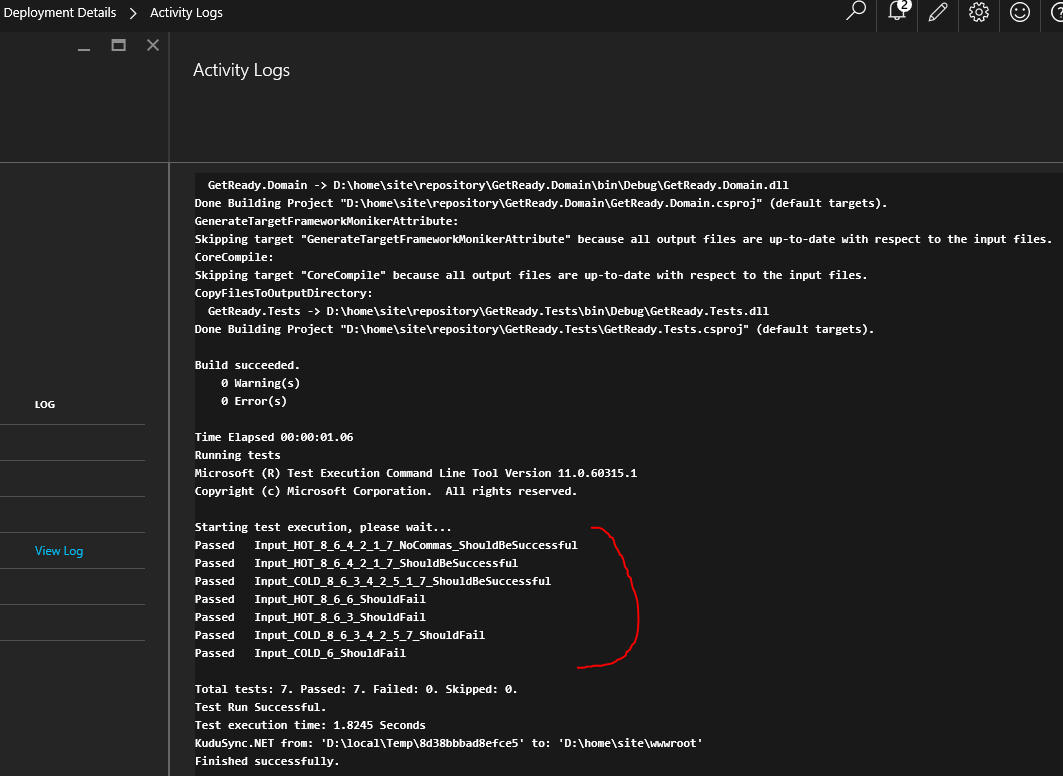 Deployment Details > Activity Logs
2
Activity Logs
GetReady.Domain -> D:\home\site\repository\GetReady.Domain\bin\Debug\GetReady.Domain.dll
Done Building Project "D:\home\site\repository\GetReady.Domain\GetReady.Domain.csproj" (default targets).
GenerateTargetFrameworkMonikerAttribute:
Skipping target "GenerateTargetFrameworkMonikerAttribute" because all output files are up-to-date with respect to the input files.
CoreCompile:
Skipping target "CoreCompile" because all output files are up-to-date with respect to the input files.
CopyFilesToOutputDirectory:
GetReady.Tests -> D:\home\site\repository\GetReady.Tests\bin\Debug\GetReady.Tests.dll
Done Building Project "D:\home\site\repository\GetReady.Tests\GetReady.Tests.csproj" (default targets).
Build succeeded.
0 Warning(s)
0 Error(s)
LOG
Time Elapsed 00:00:01.06
Running tests
Microsoft (R) Test Execution Command Line Tool Version 11.0.60315.1
Copyright (c) Microsoft Corporation.  All rights reserved.
Starting test execution, please wait...
Passed   Input_HOT_8_6_4_2_1_7_NoCommas_ShouldBeSuccessful
View Log
Passed   Input_HOT_8_6_4_2_1_7_ShouldBeSuccessful
Passed   Input_COLD_8_6_3_4_2_5_1_7_ShouldBeSuccessful
Passed   Input_HOT_8_6_6_ShouldFail
Passed   Input_HOT_8_6_3_ShouldFail
Passed   Input_COLD_8_6_3_4_2_5_7_ShouldFail
Passed   Input_COLD_6_ShouldFail
Total tests: 7. Passed: 7. Failed: 0. Skipped: 0.
Test Run Successful.
Test execution time: 1.8245 Seconds
KuduSync.NET from: 'D:\local\Temp\8d38bbbad8efce5' to: 'D:\home\site\wwwroot'
Finished successfully.